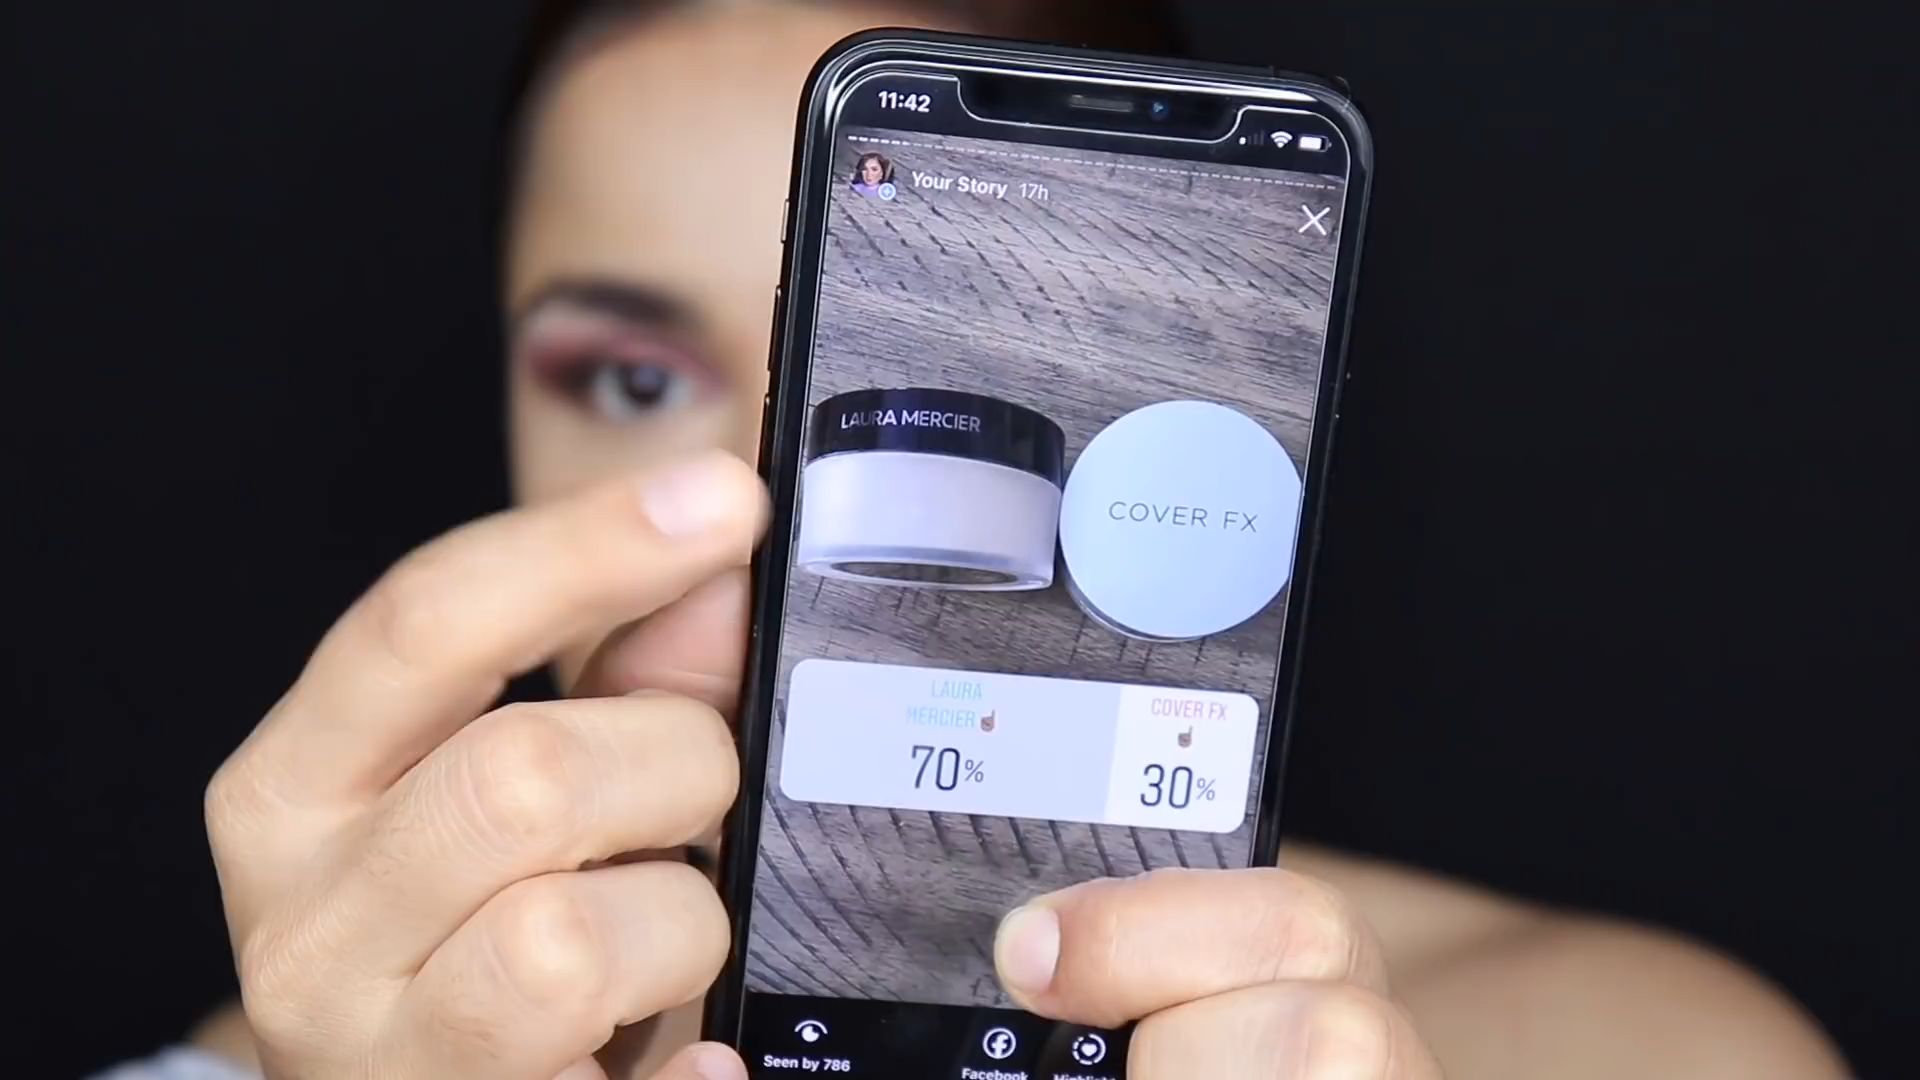 11:42
Your Story 17h
LAURA MERCIER
COVER FX
LAURA
MERCIER☝🏾
70%
COVER FX
☝🏾
30%
Seen by 786
Facebook